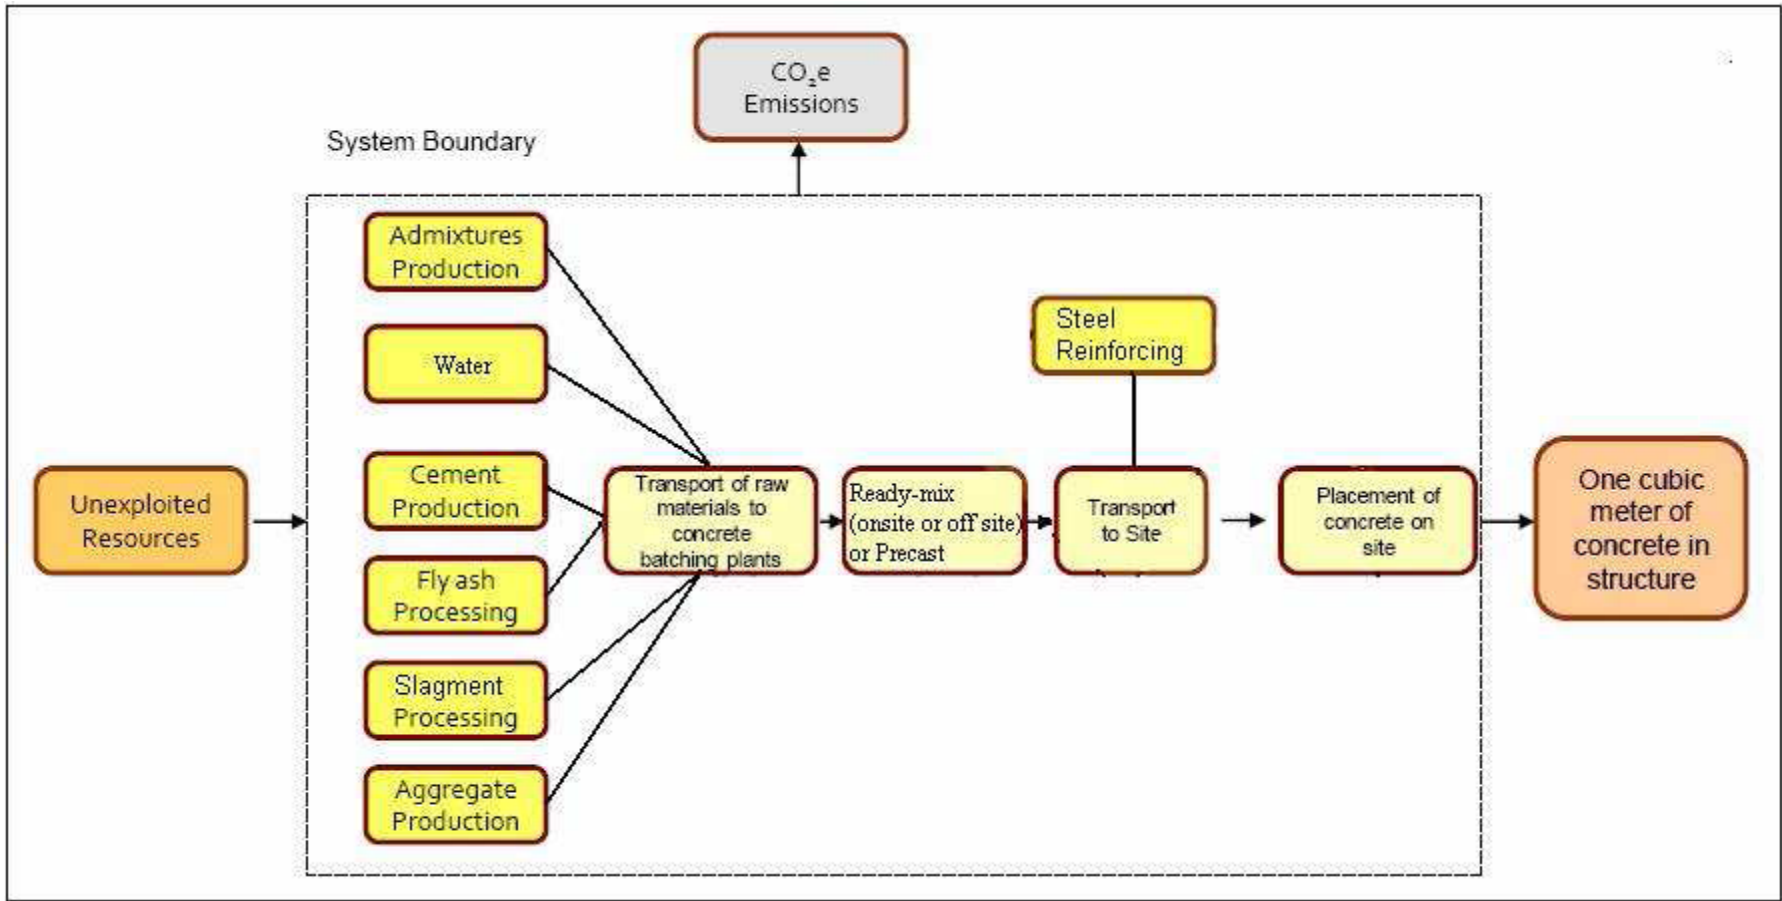 CO₂e
Emissions
System Boundary
Admixtures
Production
Water
Cement
Production
Fly ash
Processing
Slagment
Processing
Aggregate
Production
Unexploited
Resources
Transport of raw
materials to
concrete
batching plants
Ready-mix
(onsite or off site)
or Precast
Steel
Reinforcing
Transport
to Site
Placement of
concrete on
site
One cubic
meter of
concrete in
structure